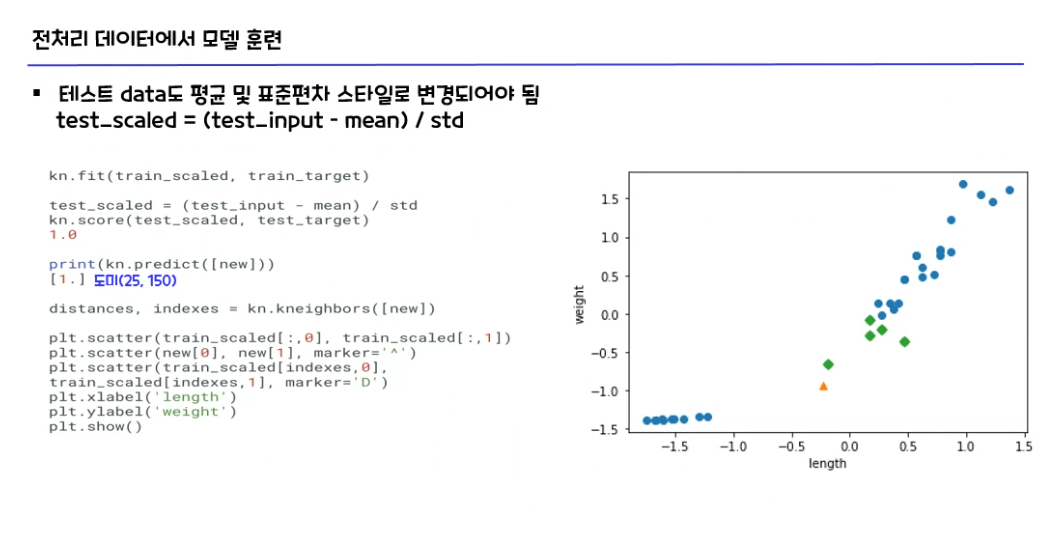 전처리 데이터에서 모델 훈련
▪ 테스트 data도 평균 및 표준편차 스타일로 변경되어야 됨
test_scaled = (test_input - mean) / std
kn.fit(train_scaled, train_target)
test_scaled = (test_input - mean) / std
kn.score(test_scaled, test_target)
1.0
print(kn.predict([new]))
[1.] 도미(25, 150)
distances, indexes = kn.kneighbors([new])
plt.scatter(train_scaled[:,0], train_scaled[:,1])
plt.scatter(new[0], new[1], marker='^')
plt.scatter(train_scaled[indexes,0],
train_scaled[indexes,1], marker='D')
plt.xlabel('length')
plt.ylabel('weight')
plt.show()
weight
1.5
1.0
0.5
0.0
−0.5
−1.0
−1.5
−1.5 −1.0 −0.5 0.0 0.5 1.0 1.5
length